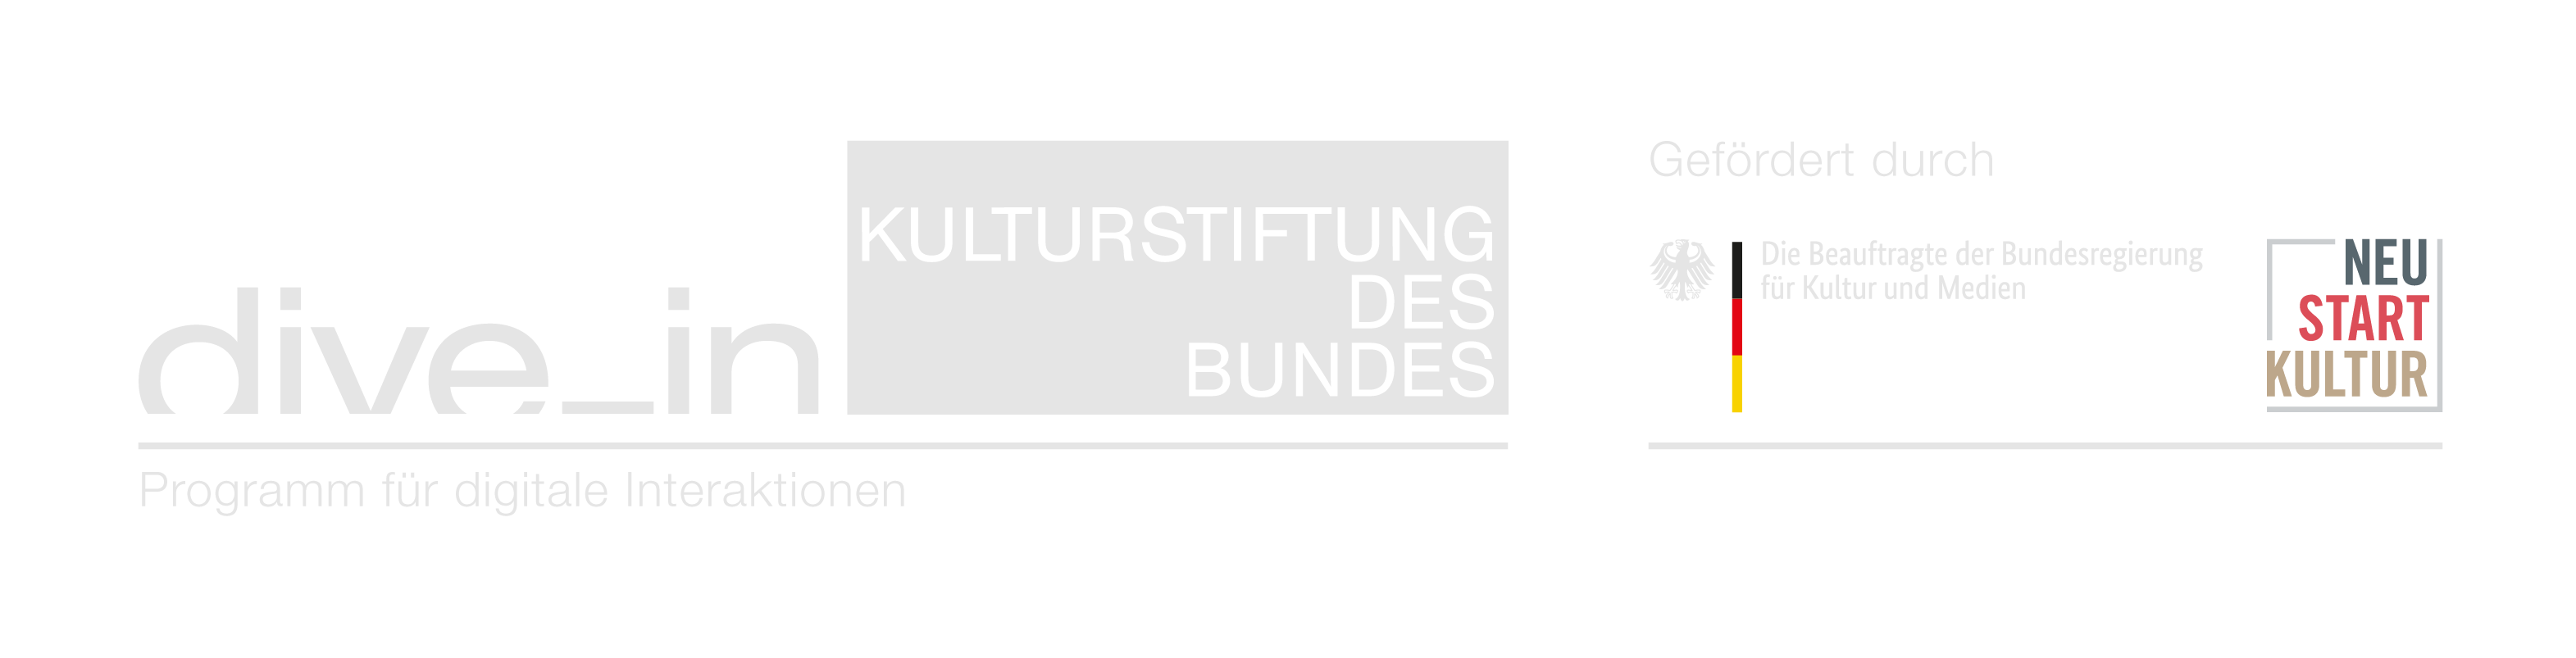 dive_in
KULTURSTIFTUNG
DES
BUNDES
Programm für digitale Interaktionen
Gefördert durch
Die Beauftragte der Bundesregierung
für Kultur und Medien
NEU
START
KULTUR